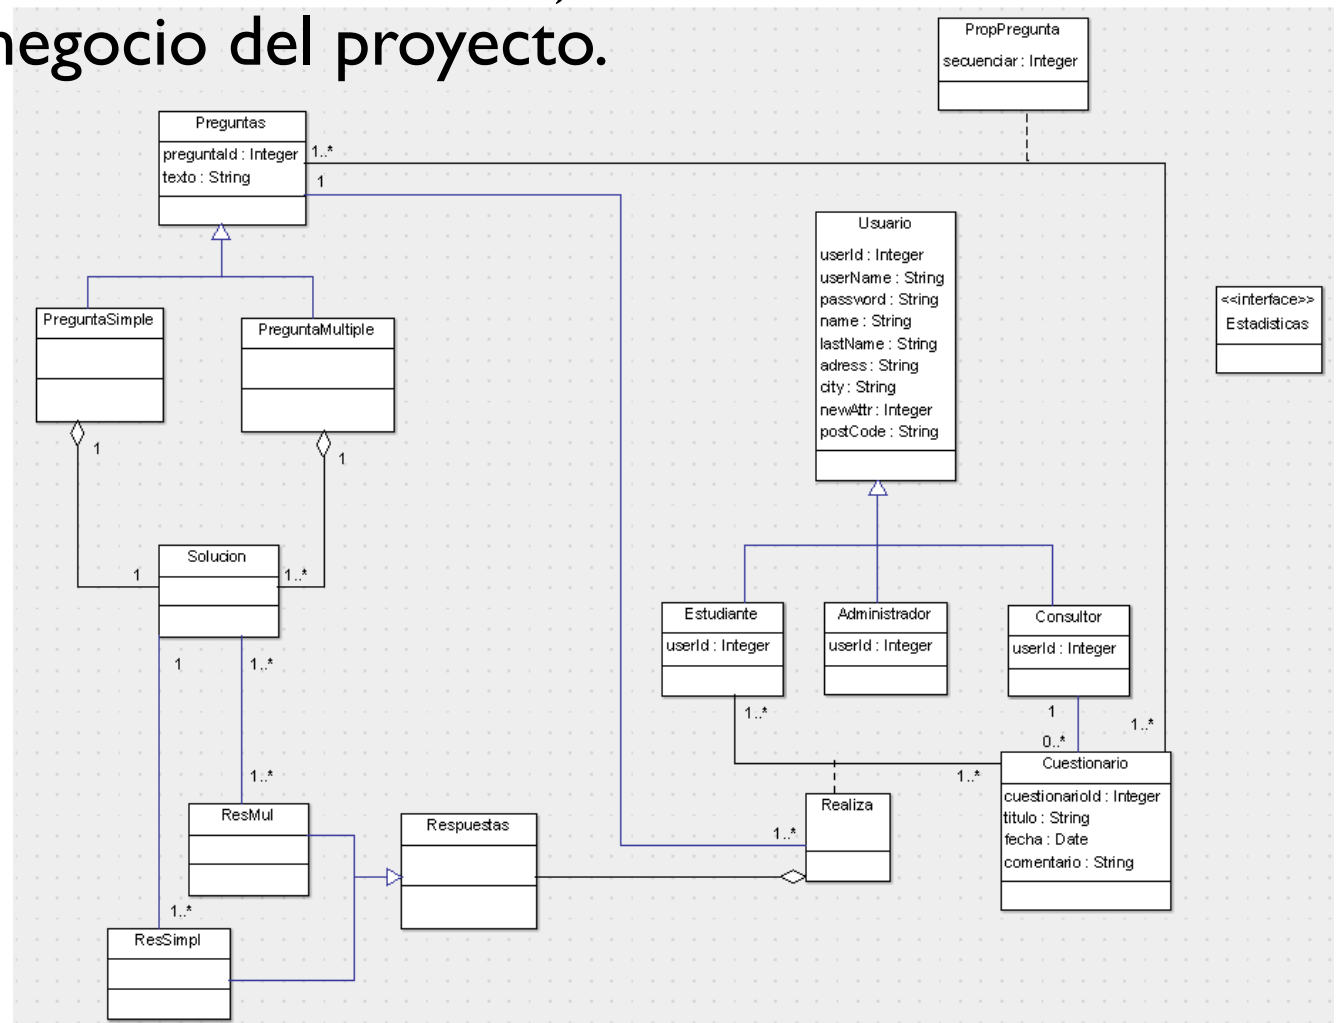 negocio del proyecto.
PropPregunta
secuenciar : Integer
Preguntas
preguntaId : Integer
texto : String
1..*
1
Usuario
userId : Integer
userName : String
password : String
name : String
lastName : String
adress : String
city : String
newAttr : Integer
postCode : String
<<interface>>
Estadisticas
PreguntaSimple
PreguntaMultiple
1
1
Solucion
1
1..*
Estudiante
userId : Integer
Administrador
userId : Integer
Consultor
userId : Integer
1
1..*
1..*
1
1..*
0..*
1..*
1..*
Cuestionario
cuestionarioId : Integer
titulo : String
fecha : Date
comentario : String
Realiza
1..*
ResMul
Respuestas
1..*
ResSimpl